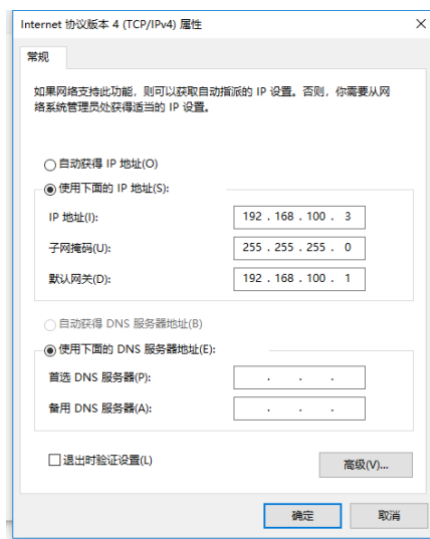 Internet 协议版本 4 (TCP/IPv4) 属性
常规
如果网络支持此功能，则可以获取自动指派的 IP 设置。否则，你需要从网
络系统管理员处获得适当的 IP 设置。
自动获得 IP 地址(O)
使用下面的 IP 地址(S):
IP 地址(I): 192 . 168 . 100 . 3
子网掩码(U): 255 . 255 . 255 . 0
默认网关(D): 192 . 168 . 100 . 1
自动获得 DNS 服务器地址(B)
使用下面的 DNS 服务器地址(E):
首选 DNS 服务器(P): . . .
备用 DNS 服务器(A): . . .
退出时验证设置(L)
高级(V)...
确定 取消